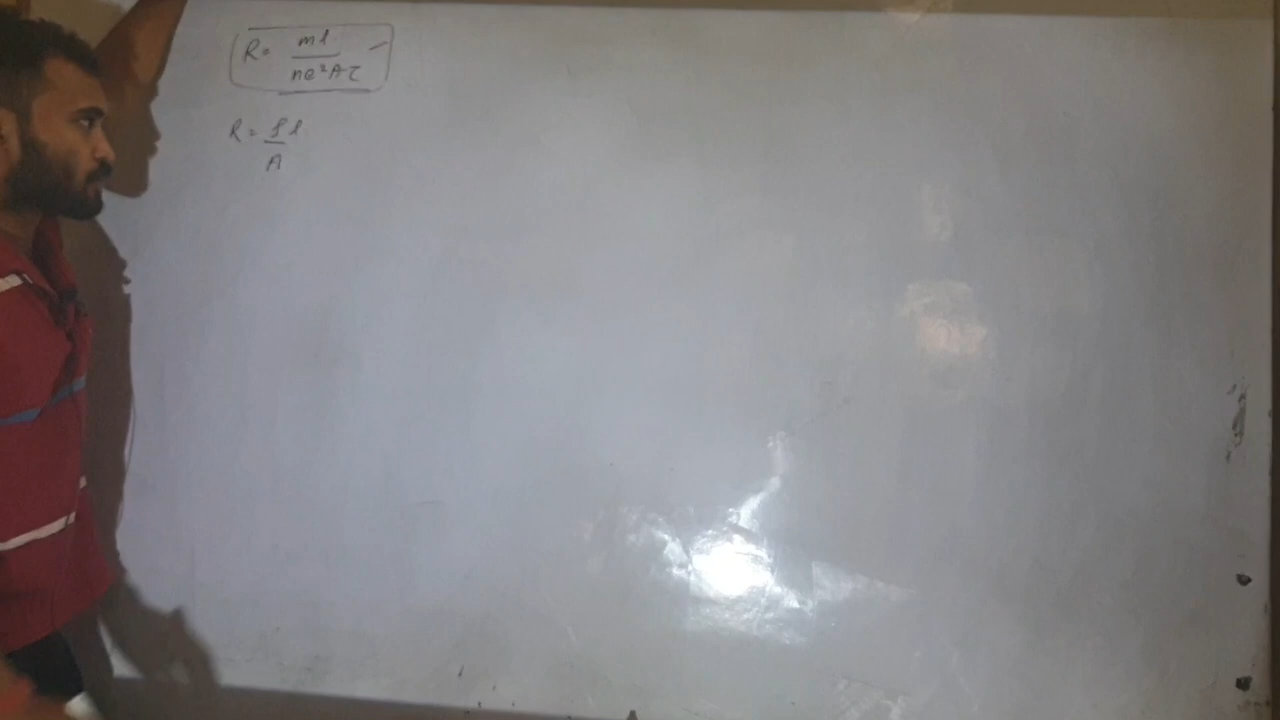 R = ml / ne²Aτ
R = ρl / A